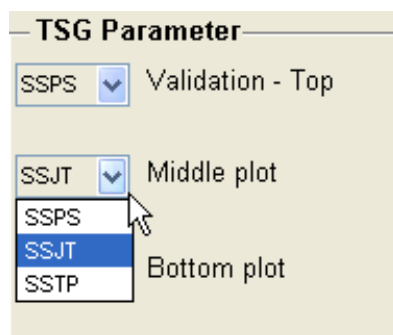 TSG Parameter
SSPS Validation - Top
SSJT Middle plot
SSPS
SSJT
SSTP
Bottom plot